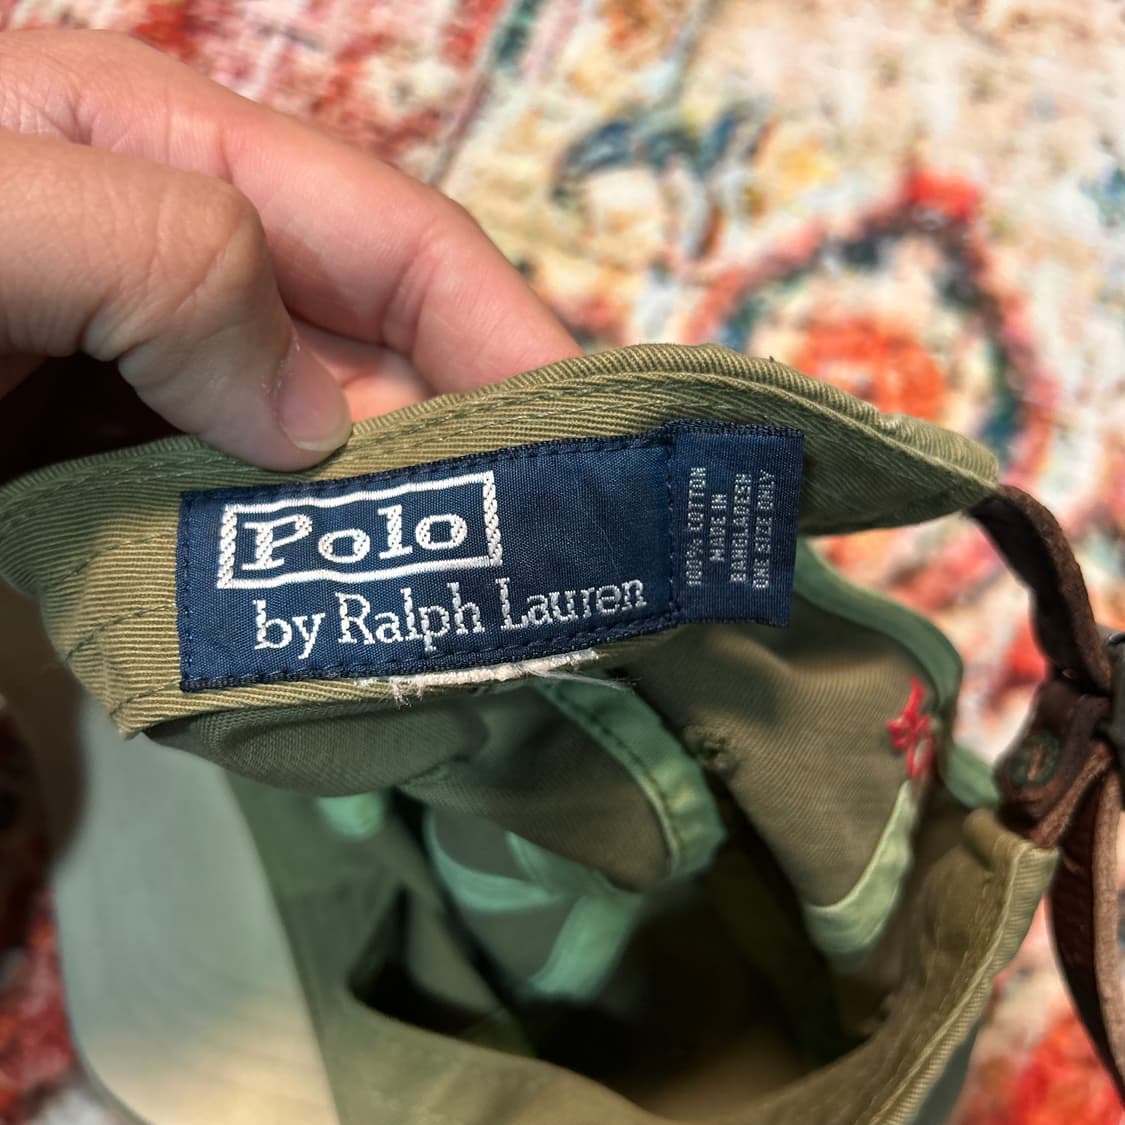 Polo
by Ralph Lauren
100% COTTON
MADE IN
BANGLADESH
ONE SIZE ONLY